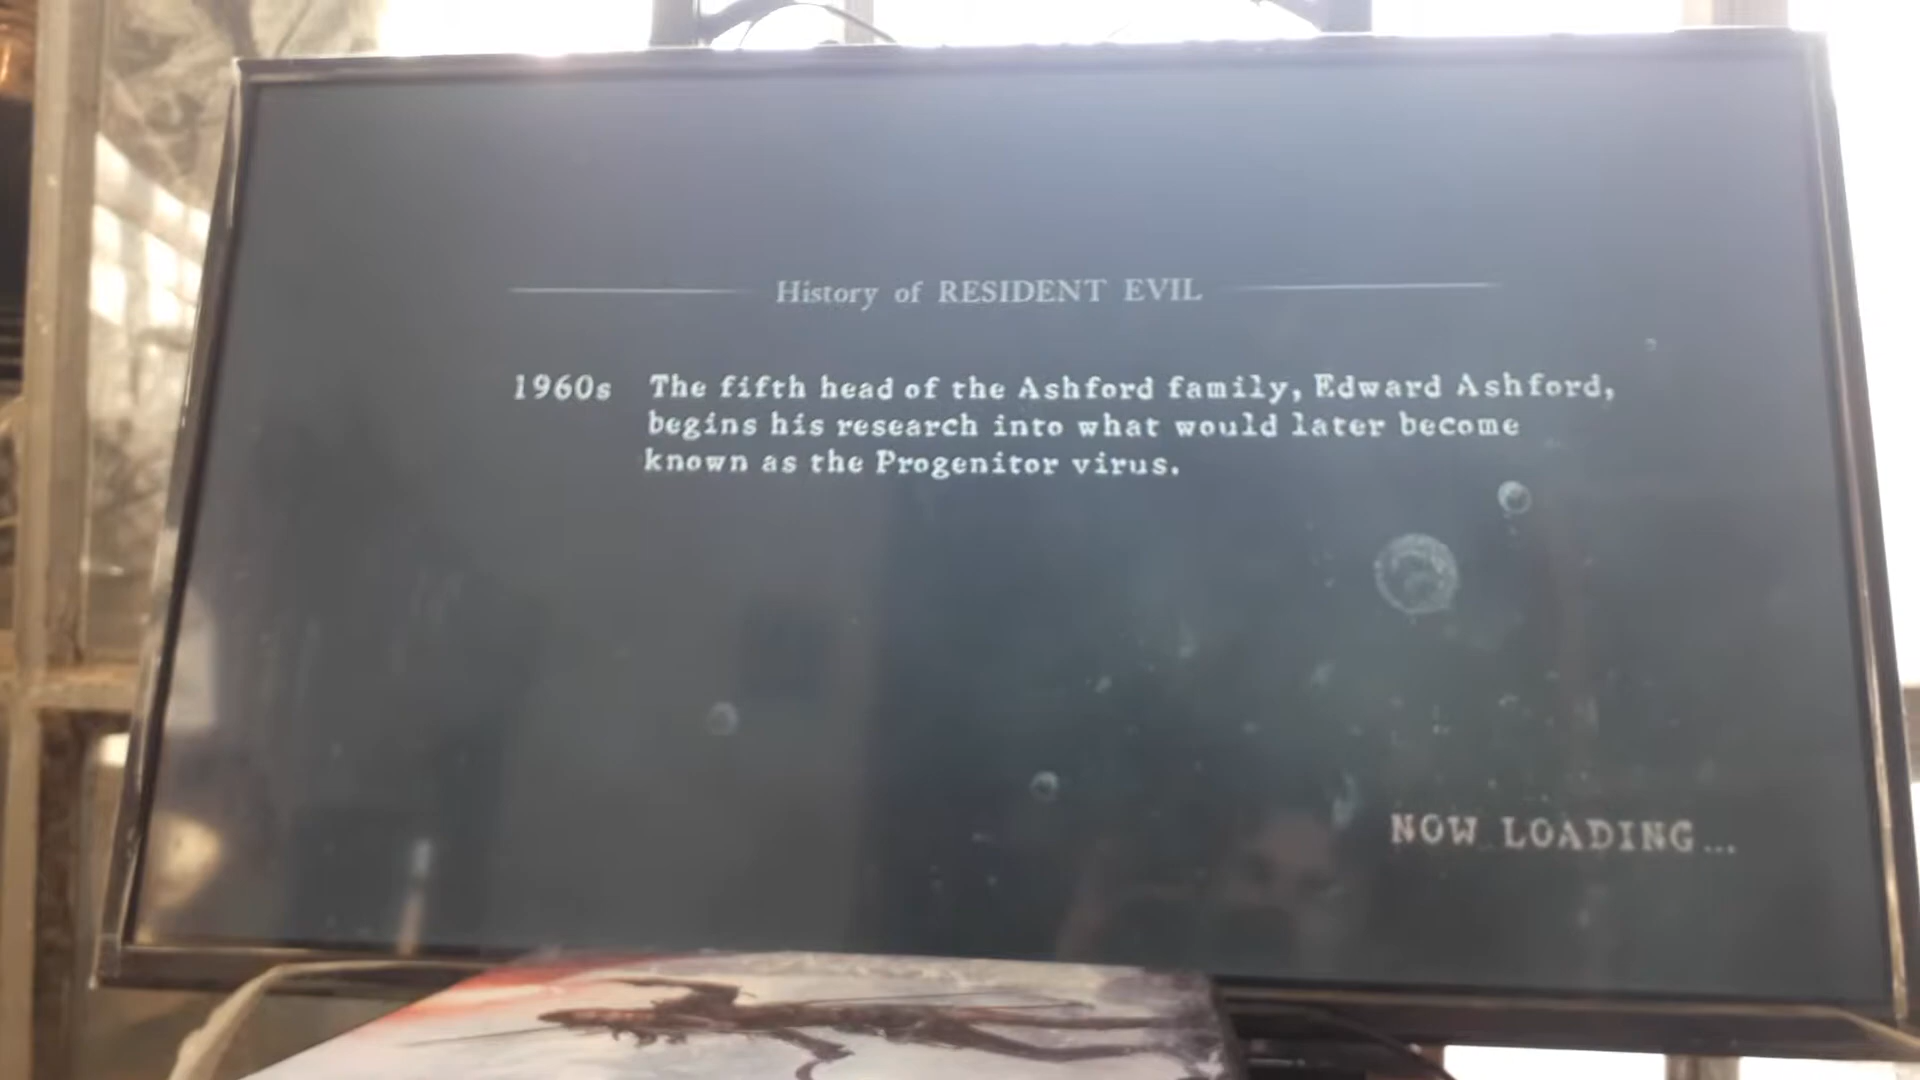 History of RESIDENT EVIL
1960s The fifth head of the Ashford family, Edward Ashford,
begins his research into what would later become
known as the Progenitor virus.
NOW LOADING...